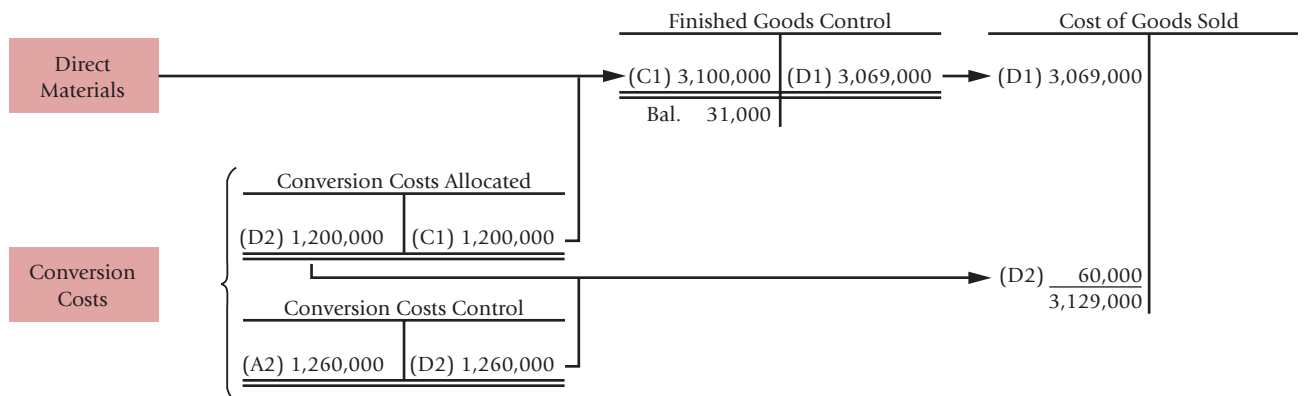 Finished Goods Control
Cost of Goods Sold
Direct
Materials
(C1) 3,100,000 (D1) 3,069,000
(D1) 3,069,000
Bal. 31,000
Conversion Costs Allocated
(D2) 1,200,000 (C1) 1,200,000
Conversion
Costs
(D2) 60,000
3,129,000
Conversion Costs Control
(A2) 1,260,000 (D2) 1,260,000